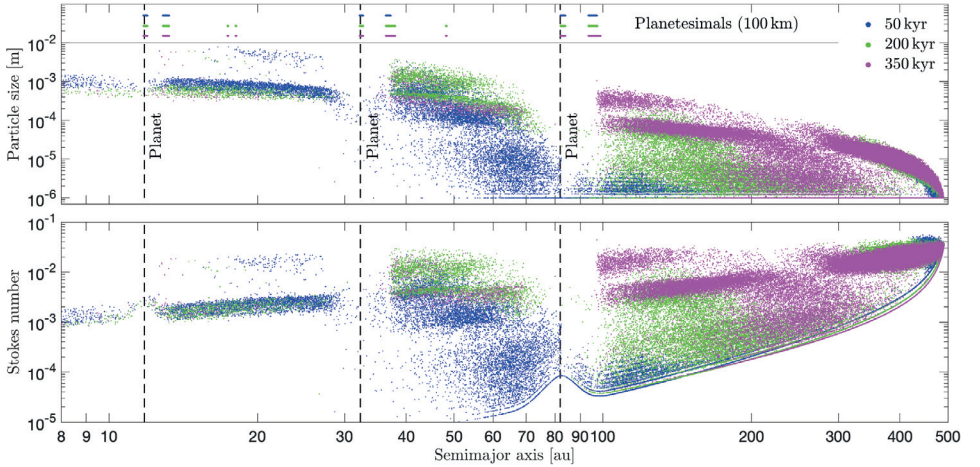 Planetesimals (100 km)
50 kyr
200 kyr
350 kyr
Particle size [m]
10^-2
10^-3
10^-4
10^-5
10^-6
Planet
Planet
Planet
Stokes number
10^-1
10^-2
10^-3
10^-4
10^-5
8 9 10 20 30 40 50 60 70 80 90 100 200 300 400 500
Semimajor axis [au]